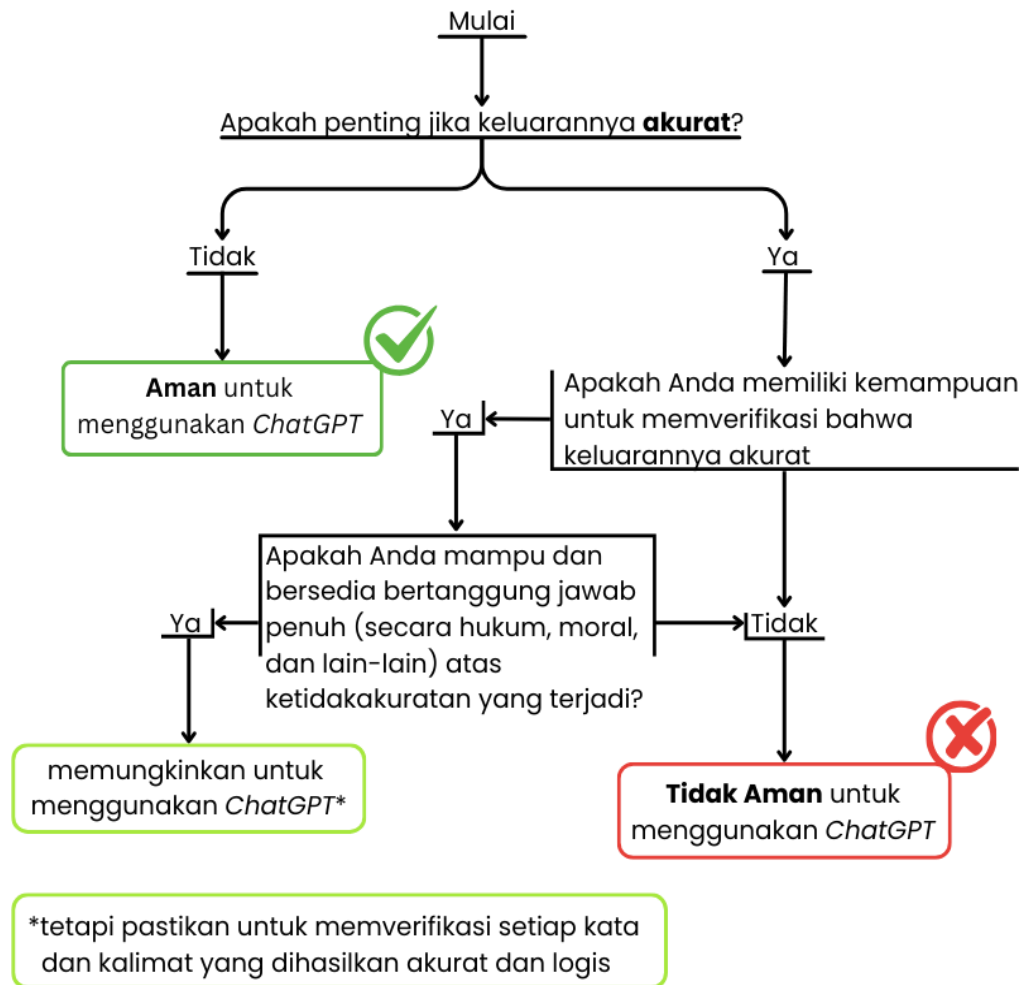 Mulai
Apakah penting jika keluarannya akurat?
Tidak
Ya
Aman untuk
menggunakan ChatGPT
Apakah Anda memiliki kemampuan
untuk memverifikasi bahwa
keluarannya akurat
Ya
Apakah Anda mampu dan
bersedia bertanggung jawab
penuh (secara hukum, moral,
dan lain-lain) atas
ketidakakuratan yang terjadi?
Ya
Tidak
memungkinkan untuk
menggunakan ChatGPT*
Tidak Aman untuk
menggunakan ChatGPT
*tetapi pastikan untuk memverifikasi setiap kata
dan kalimat yang dihasilkan akurat dan logis